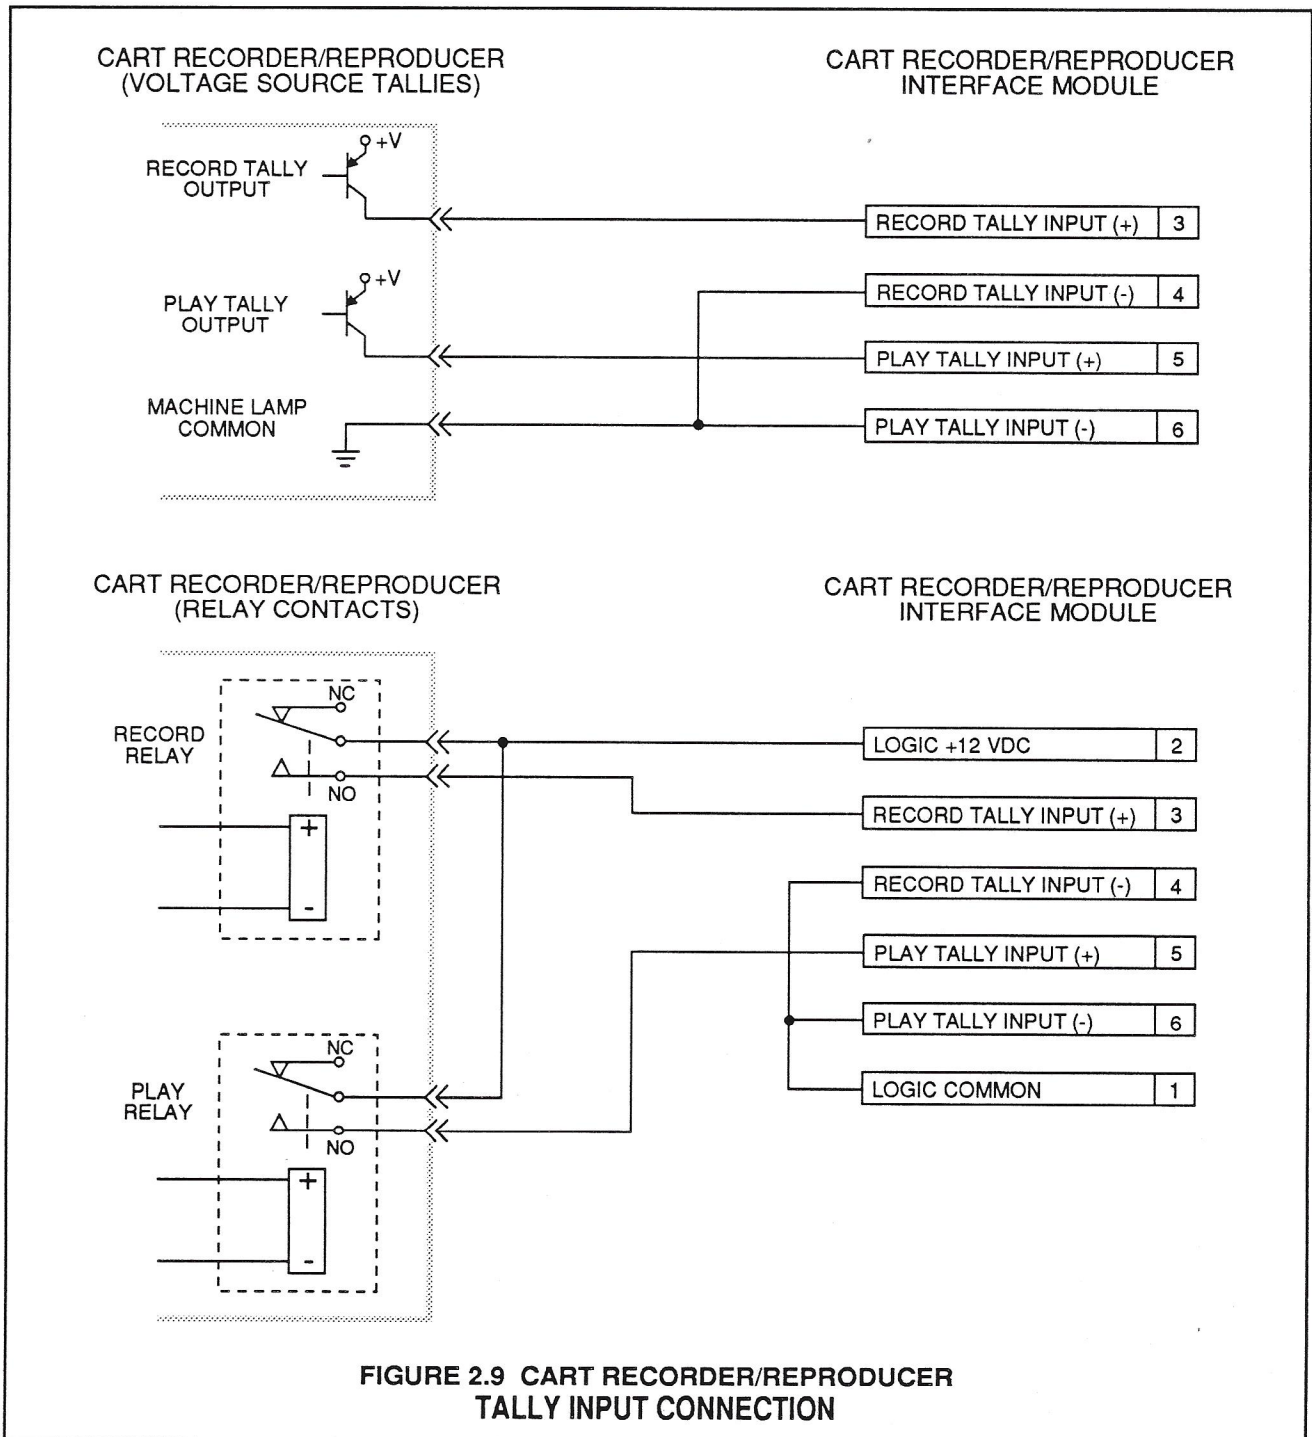 CART RECORDER/REPRODUCER
(VOLTAGE SOURCE TALLIES)
CART RECORDER/REPRODUCER
INTERFACE MODULE
+V
RECORD TALLY
OUTPUT
RECORD TALLY INPUT (+) 3
+V
PLAY TALLY
OUTPUT
RECORD TALLY INPUT (-) 4
PLAY TALLY INPUT (+) 5
MACHINE LAMP
COMMON
PLAY TALLY INPUT (-) 6
CART RECORDER/REPRODUCER
(RELAY CONTACTS)
CART RECORDER/REPRODUCER
INTERFACE MODULE
NC
RECORD
RELAY
NO
+
-
LOGIC +12 VDC 2
RECORD TALLY INPUT (+) 3
RECORD TALLY INPUT (-) 4
PLAY TALLY INPUT (+) 5
PLAY TALLY INPUT (-) 6
LOGIC COMMON 1
NC
PLAY
RELAY
NO
+
-
FIGURE 2.9 CART RECORDER/REPRODUCER
TALLY INPUT CONNECTION